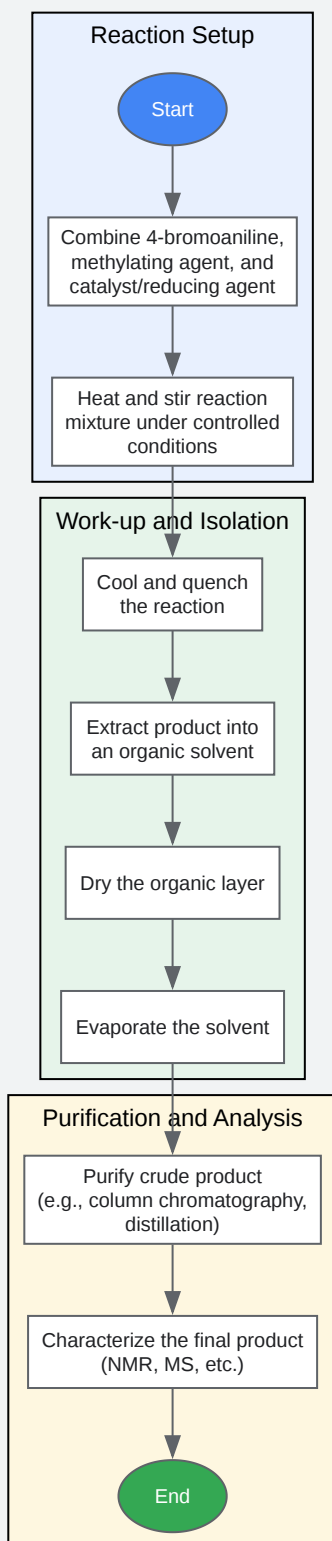 Reaction Setup
Start
Combine 4-bromoaniline,
methylating agent, and
catalyst/reducing agent
Heat and stir reaction
mixture under controlled
conditions
Work-up and Isolation
Cool and quench
the reaction
Extract product into
an organic solvent
Dry the organic layer
Evaporate the solvent
Purification and Analysis
Purify crude product
(e.g., column chromatography,
distillation)
Characterize the final product
(NMR, MS, etc.)
End